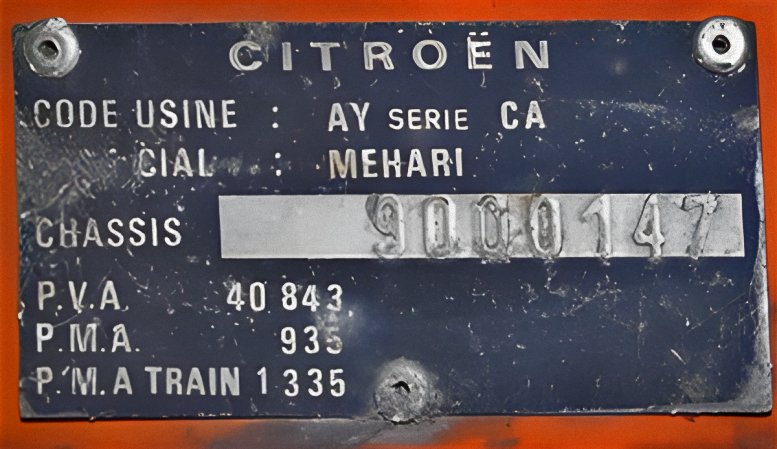 CITROËN
CODE USINE : AY SERIE CA
CIAL : MEHARI
CHASSIS 9000147
P.V.A. 40 843
P.M.A. 935
P.M.A TRAIN 1 335